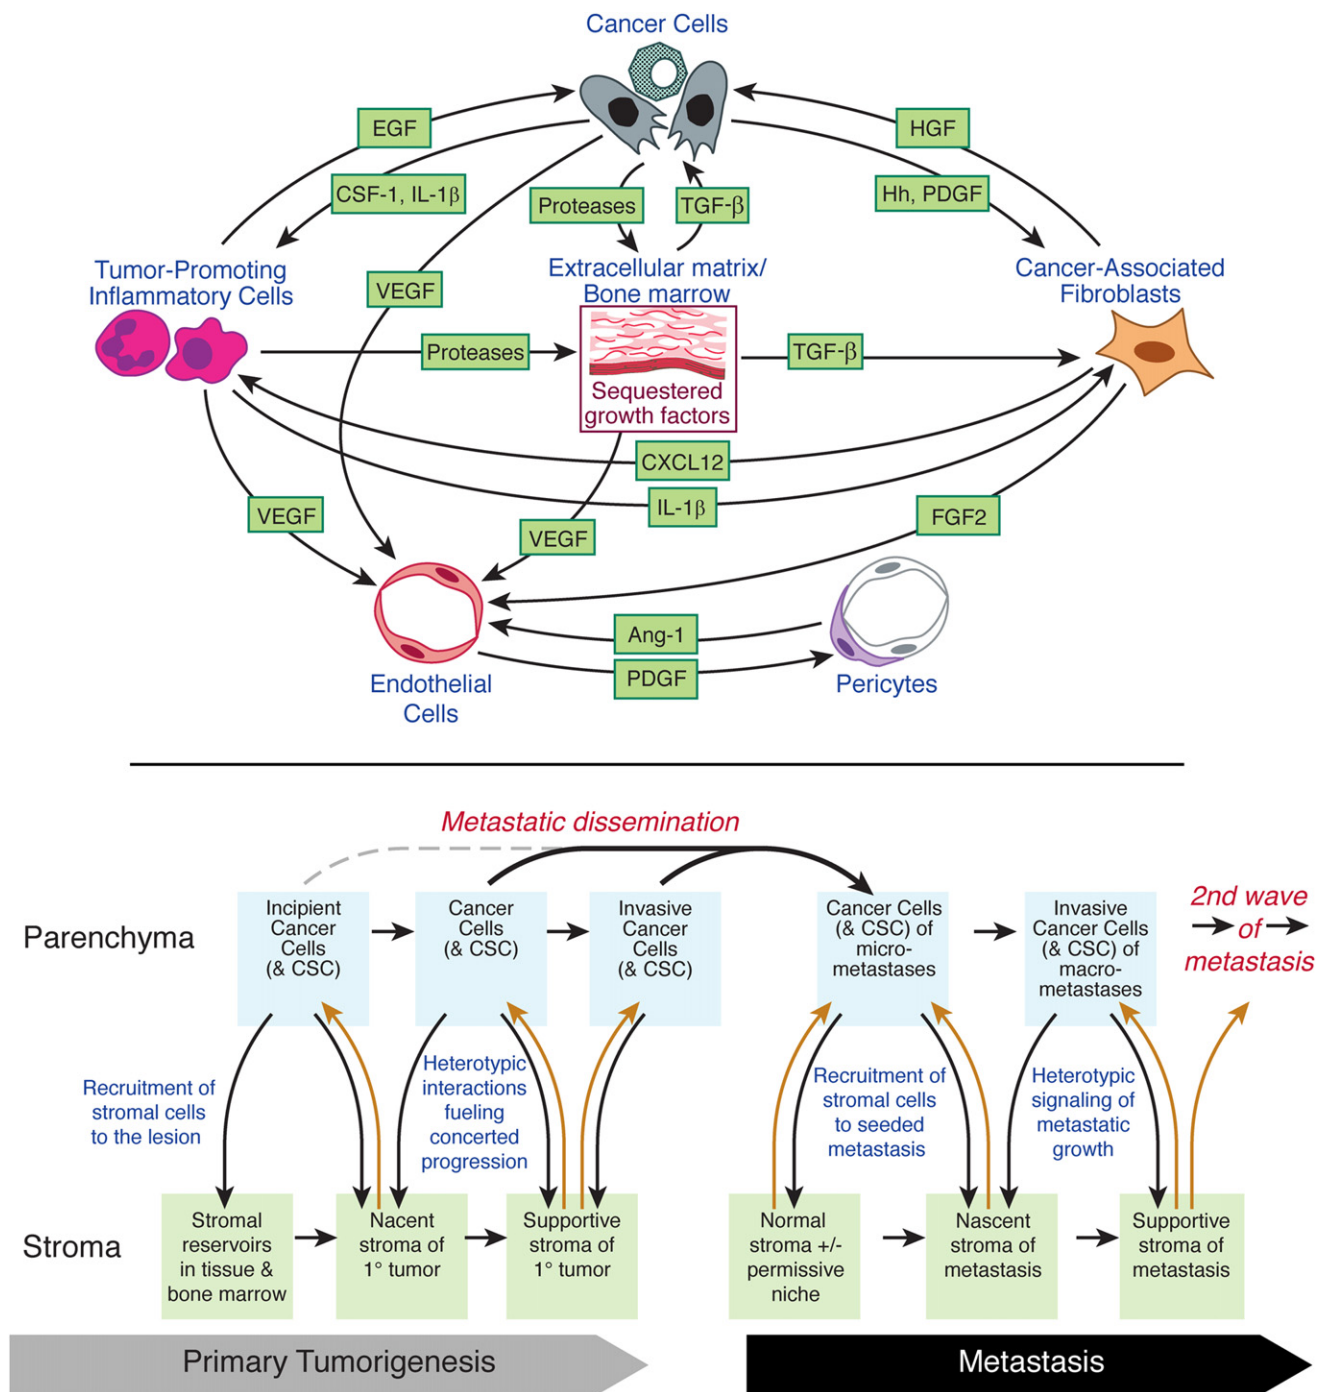 Cancer Cells
EGF
HGF
CSF-1, IL-1β
Proteases
TGF-β
Hh, PDGF
Tumor-Promoting
Inflammatory Cells
Extracellular matrix/
Bone marrow
Cancer-Associated
Fibroblasts
VEGF
Proteases
TGF-β
Sequestered
growth factors
CXCL12
IL-1β
VEGF
VEGF
FGF2
Ang-1
PDGF
Endothelial
Cells
Pericytes
Metastatic dissemination
Parenchyma
Incipient
Cancer
Cells
(& CSC)
Cancer
Cells
(& CSC)
Invasive
Cancer
Cells
(& CSC)
Cancer Cells
(& CSC) of
micro-
metastases
Invasive
Cancer Cells
(& CSC) of
macro-
metastases
2nd wave
of
metastasis
Recruitment of
stromal cells
to the lesion
Heterotypic
interactions
fueling
concerted
progression
Recruitment of
stromal cells
to seeded
metastasis
Heterotypic
signaling of
metastatic
growth
Stroma
Stromal
reservoirs
in tissue &
bone marrow
Nacent
stroma of
1° tumor
Supportive
stroma of
1° tumor
Normal
stroma +/-
permissive
niche
Nascent
stroma of
metastasis
Supportive
stroma of
metastasis
Primary Tumorigenesis
Metastasis